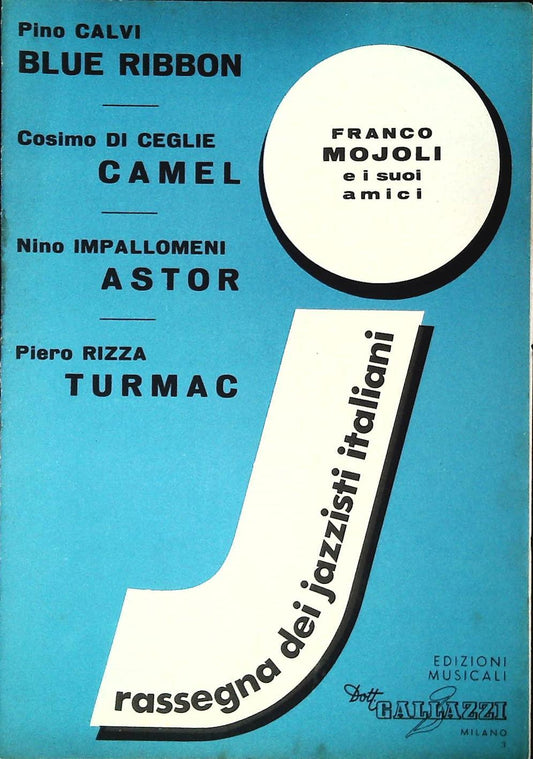 Pino CALVI
BLUE RIBBON
Cosimo DI CEGLIE
CAMEL
Nino IMPALLOMENI
ASTOR
Piero RIZZA
TURMAC
FRANCO
MOJOLI
e i suoi
amici
rassegna dei jazzisti italiani
EDIZIONI
MUSICALI
Dott.
GALLAZZI
MILANO
3